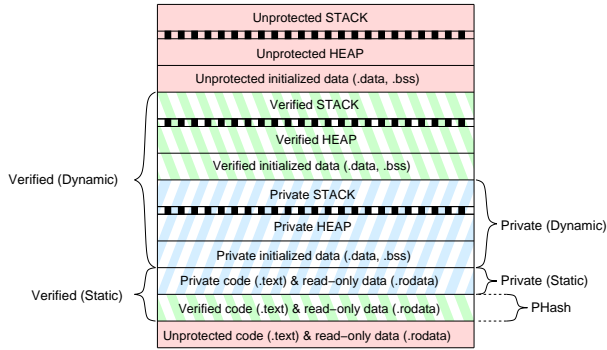 Unprotected STACK
Unprotected HEAP
Unprotected initialized data (.data, .bss)
Verified STACK
Verified HEAP
Verified (Dynamic)
Verified initialized data (.data, .bss)
Private STACK
Private HEAP
Private (Dynamic)
Private initialized data (.data, .bss)
Private code (.text) & read−only data (.rodata)
Private (Static)
Verified (Static)
Verified code (.text) & read−only data (.rodata)
PHash
Unprotected code (.text) & read−only data (.rodata)